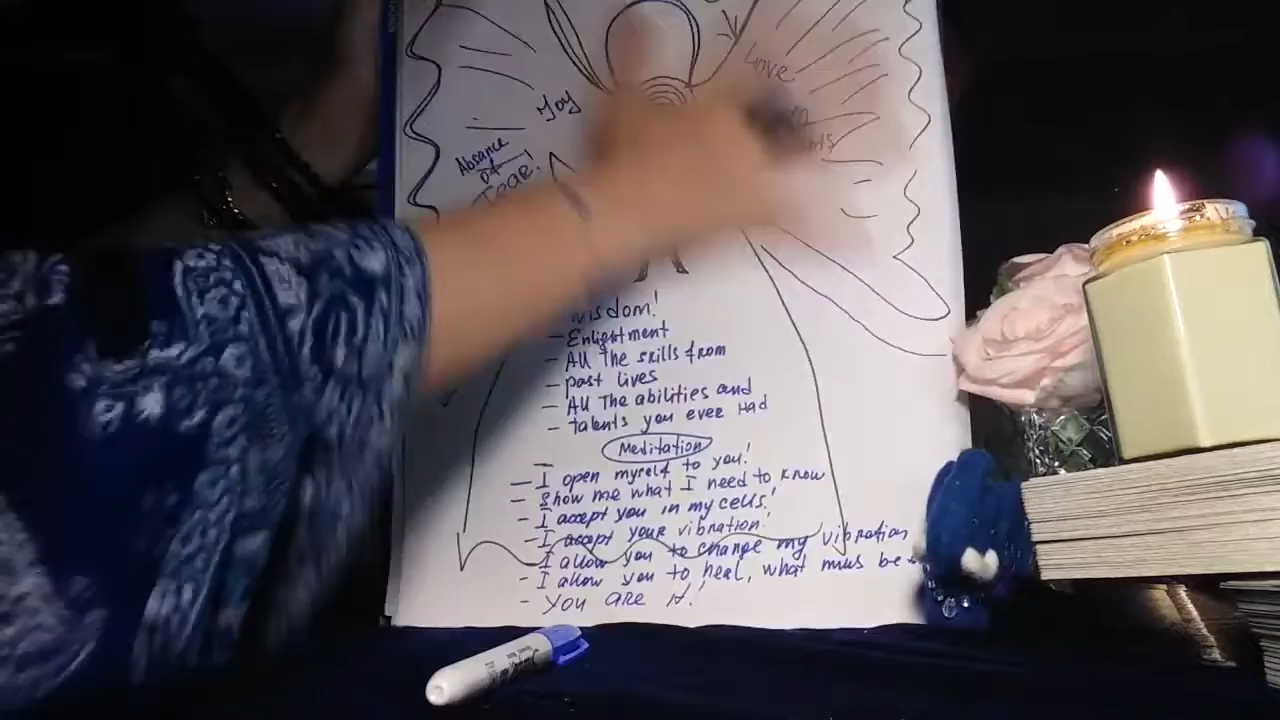 Love
Joy
Absance
Of
Fear!
wisdom!
- Enlightment
- All The skills from
- past lives
- All The abilities and
- talents you ever Had
Meditation
- I open myself to you!
- Show me what I need to know
- I accept you in my cells!
- I accept your vibration!
- I allow you to change my vibration
- I allow you to heal, what mus be
- You are it!